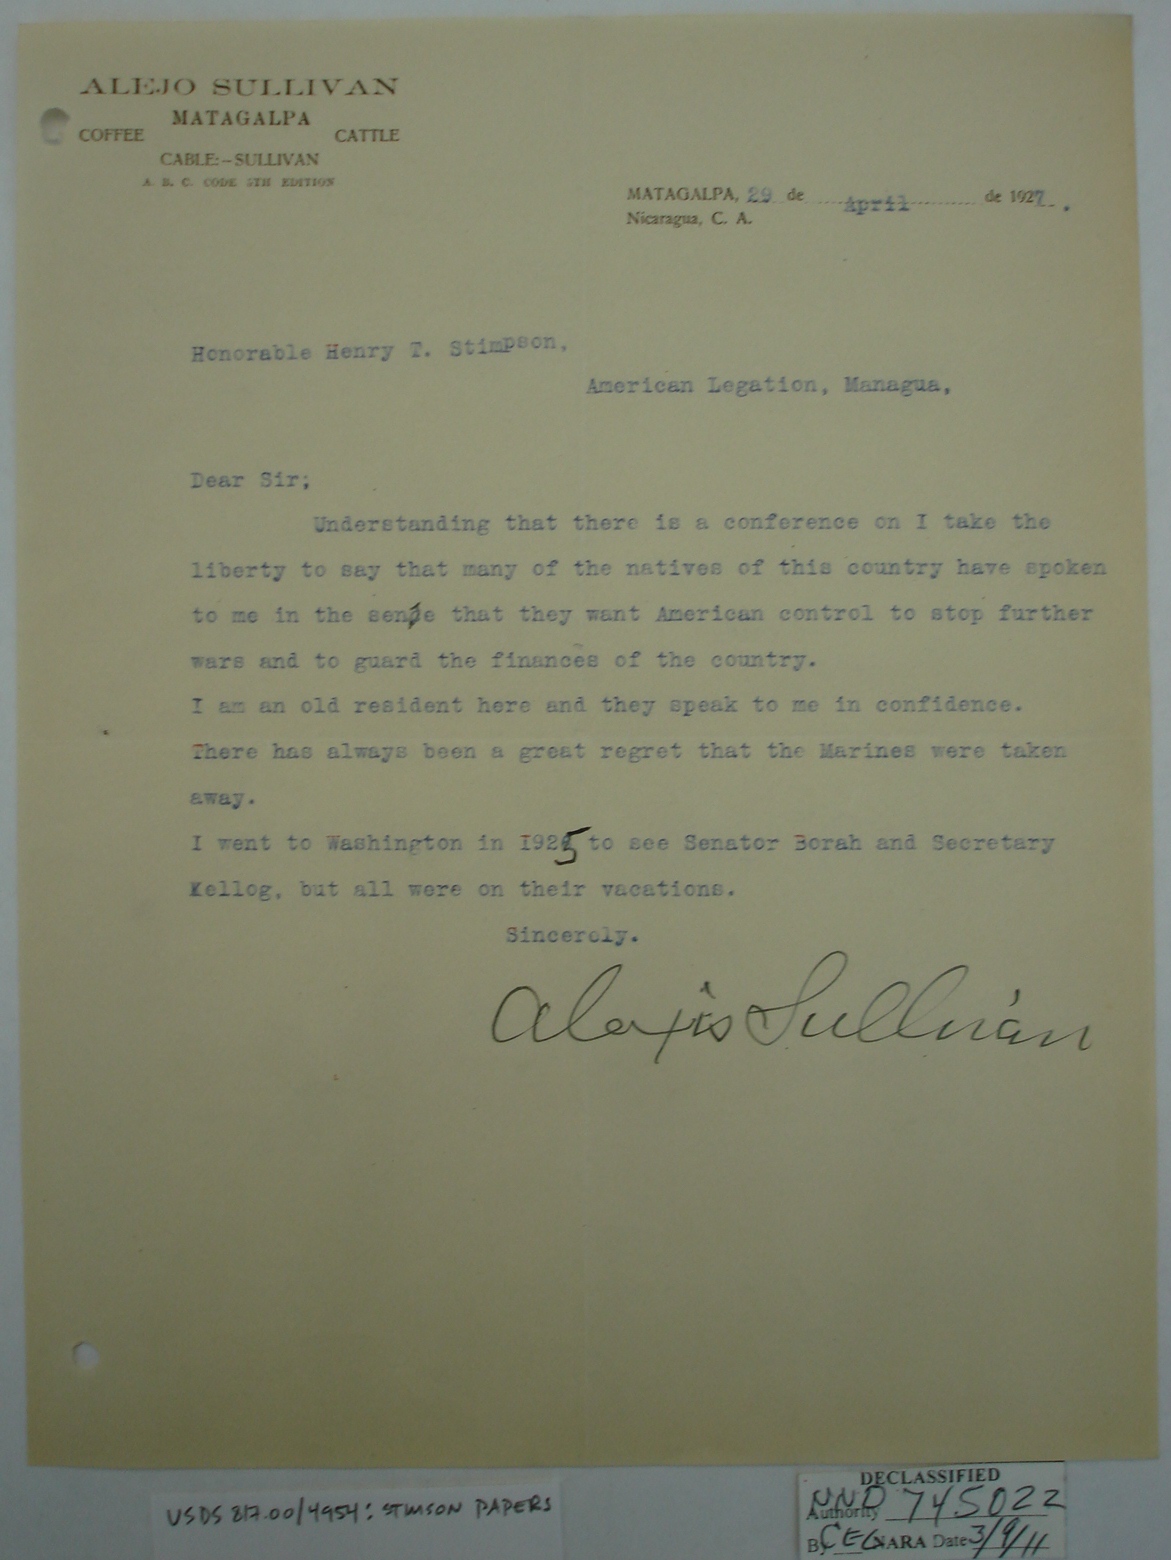 ALEJO SULLIVAN
MATAGALPA
COFFEE CATTLE
CABLE:-SULLIVAN
A. B. C. CODE 5TH EDITION
MATAGALPA, 29 de April de 1927.
Nicaragua, C. A.
Honorable Henry T. Stimpson,
American Legation, Managua,
Dear Sir;
Understanding that there is a conference on I take the
liberty to say that many of the natives of this country have spoken
to me in the sense that they want American control to stop further
wars and to guard the finances of the country.
I am an old resident here and they speak to me in confidence.
There has always been a great regret that the Marines were taken
away.
I went to Washington in I925 to see Senator Borah and Secretary
Kellog, but all were on their vacations.
Sincerely.
Alexis Sullivan
USDS 817.00/4954: STIMSON PAPERS
DECLASSIFIED
Authority NND 745022
By CEG NARA Date 3/9/11